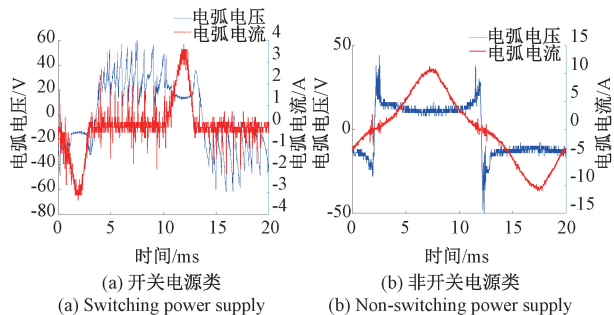 电弧电压
电弧电流
60
40
20
0
-20
-40
-60
-80
电弧电压/V
4
3
2
1
0
-1
-2
-3
-4
电弧电流/A
0
5
10
15
20
时间/ms
(a) 开关电源类
(a) Switching power supply
电弧电压
电弧电流
50
0
-50
电弧电压/V
15
10
5
0
-5
-10
-15
电弧电流/A
0
5
10
15
20
时间/ms
(b) 非开关电源类
(b) Non-switching power supply